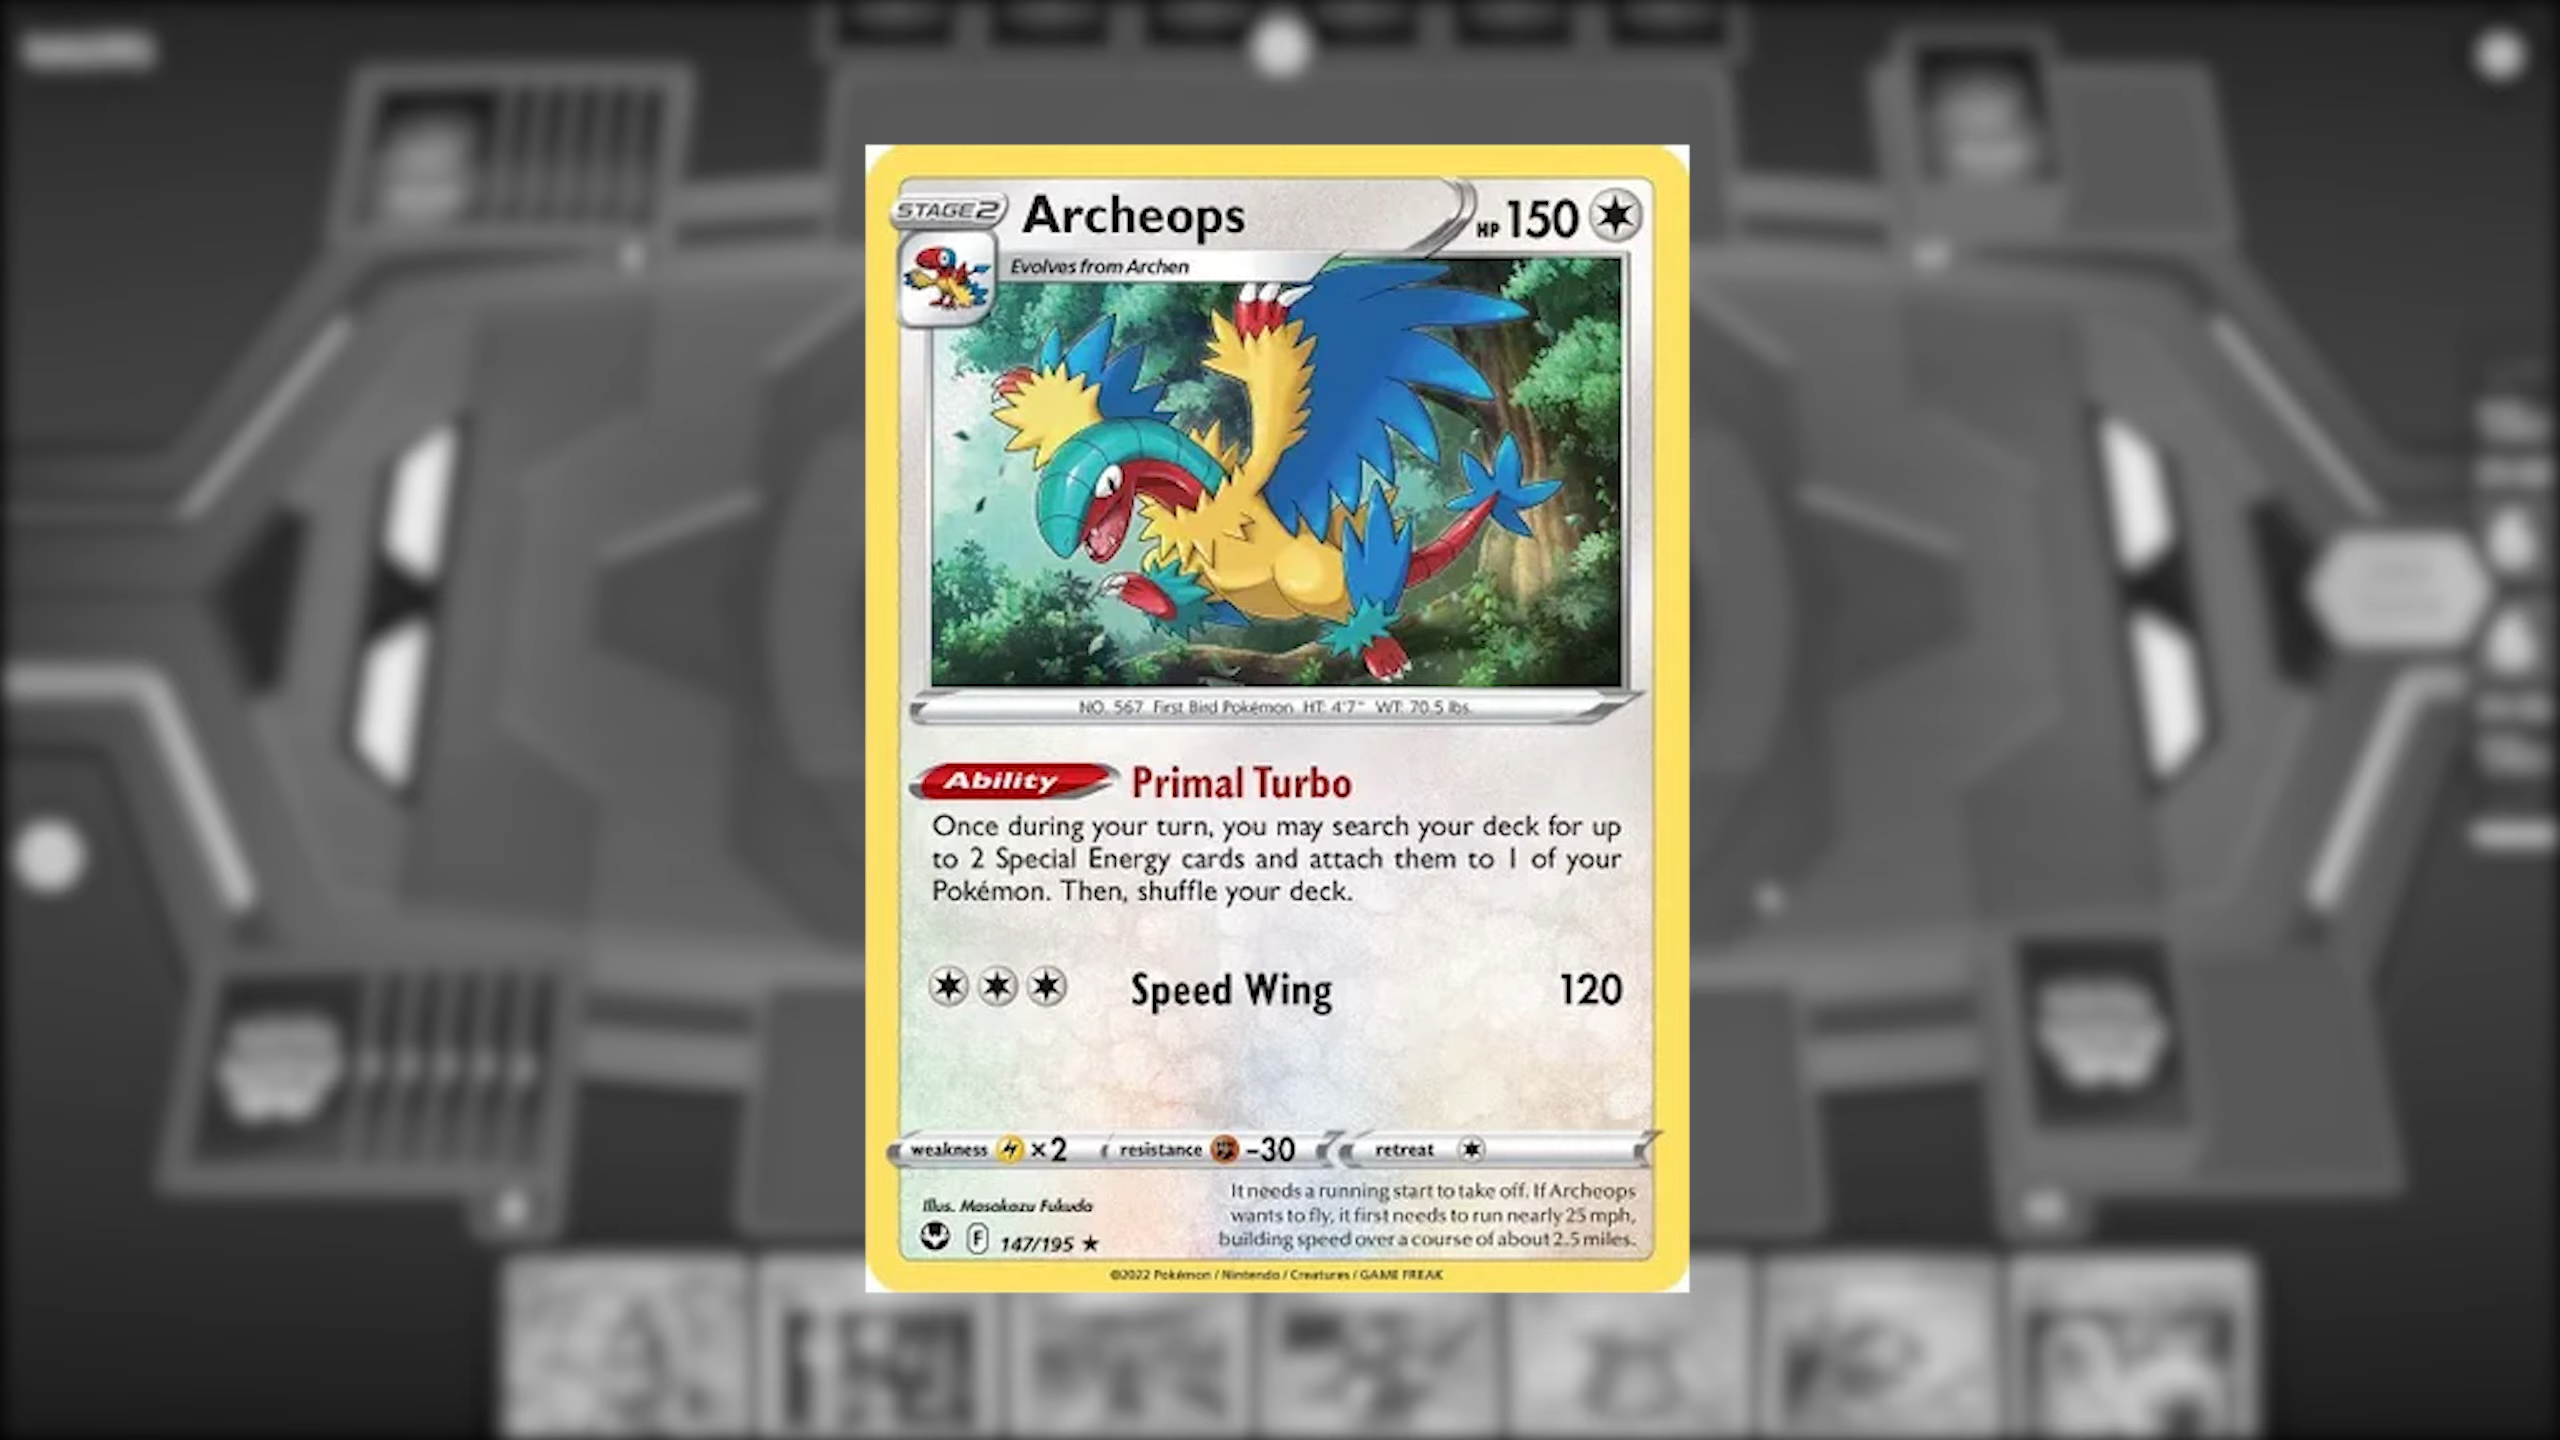 STAGE2 Archeops HP 150
Evolves from Archen
NO. 567 First Bird Pokémon HT: 4'7" WT: 70.5 lbs.
Ability Primal Turbo
Once during your turn, you may search your deck for up
to 2 Special Energy cards and attach them to 1 of your
Pokémon. Then, shuffle your deck.
Speed Wing 120
weakness ×2 resistance -30 retreat
It needs a running start to take off. If Archeops
wants to fly, it first needs to run nearly 25 mph,
building speed over a course of about 2.5 miles.
Illus. Masakazu Fukuda
F 147/195
©2022 Pokémon / Nintendo / Creatures / GAME FREAK